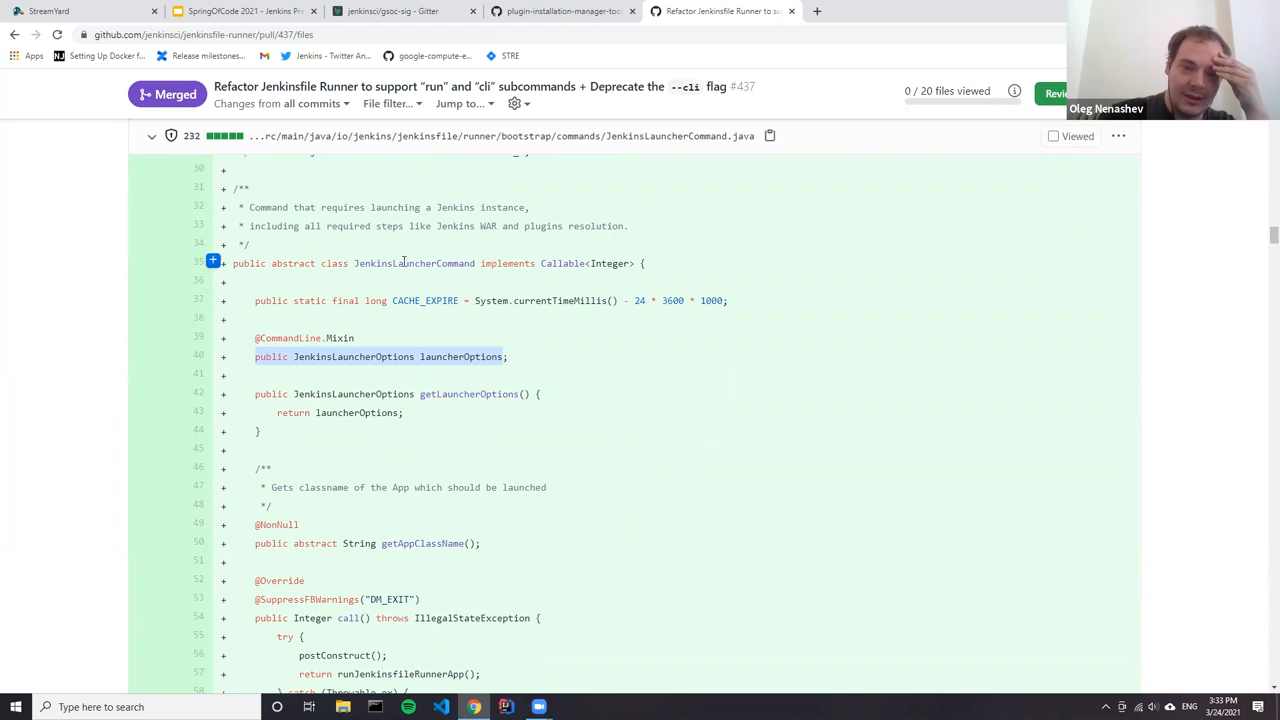 StreamYard
SpringOfCode 2021 - Jenkins Pre
jenkinsci/gsoc-sig - Gitter
plugin-installation-manager-tool
Refactor Jenkinsfile Runner to su
github.com/jenkinsci/jenkinsfile-runner/pull/437/files
Apps
Setting Up Docker f...
Release milestones...
Jenkins - Twitter An...
google-compute-e...
STRE
Merged
Refactor Jenkinsfile Runner to support “run” and “cli” subcommands + Deprecate the --cli flag #437
Changes from all commits
File filter...
Jump to...
0 / 20 files viewed
Oleg Nenashev
232
...rc/main/java/io/jenkins/jenkinsfile/runner/bootstrap/commands/JenkinsLauncherCommand.java
Viewed
30 +
31 + /**
32 + * Command that requires launching a Jenkins instance,
33 + * including all required steps like Jenkins WAR and plugins resolution.
34 + */
35 + public abstract class JenkinsLauncherCommand implements Callable<Integer> {
36 +
37 + public static final long CACHE_EXPIRE = System.currentTimeMillis() - 24 * 3600 * 1000;
38 +
39 + @CommandLine.Mixin
40 + public JenkinsLauncherOptions launcherOptions;
41 +
42 + public JenkinsLauncherOptions getLauncherOptions() {
43 + return launcherOptions;
44 + }
45 +
46 + /**
47 + * Gets classname of the App which should be launched
48 + */
49 + @NonNull
50 + public abstract String getAppClassName();
51 +
52 + @Override
53 + @SuppressFBWarnings("DM_EXIT")
54 + public Integer call() throws IllegalStateException {
55 + try {
56 + postConstruct();
57 + return runJenkinsfileRunnerApp();
58 + } catch (Throwable ex) {
Type here to search
ENG
3:33 PM
3/24/2021